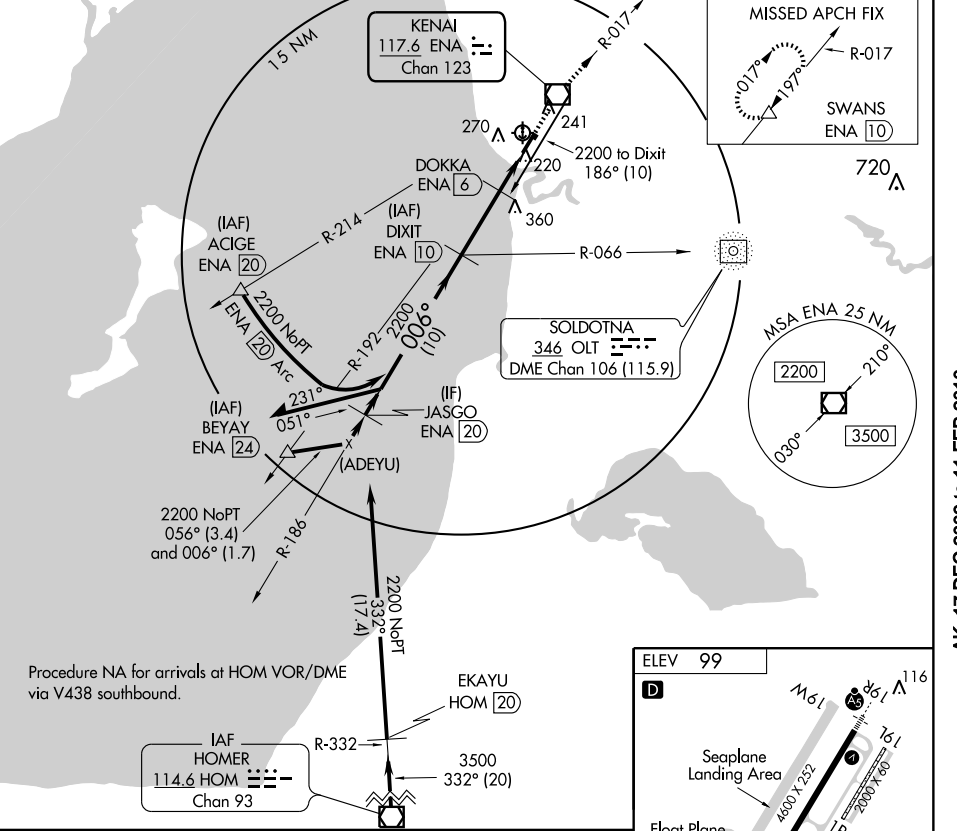 KENAI
117.6 ENA
Chan 123
15 NM
R-017
MISSED APCH FIX
R-017
017°
197°
SWANS
ENA 10
270
241
220
2200 to Dixit
186° (10)
720
DOKKA
ENA 6
360
R-214
(IAF)
DIXIT
ENA 10
(IAF)
ACIGE
ENA 20
R-066
2200 NoPT
ENA 20 Arc
R-192
2200
006°
(10)
SOLDOTNA
346 OLT
DME Chan 106 (115.9)
MSA ENA 25 NM
2200
210°
3500
030°
231°
051°
(IF)
JASGO
ENA 20
(IAF)
BEYAY
ENA 24
X
(ADEYU)
2200 NoPT
056° (3.4)
and 006° (1.7)
R-186
2200 NoPT
332°
(17.4)
Procedure NA for arrivals at HOM VOR/DME
via V438 southbound.
EKAYU
HOM 20
R-332
3500
332° (20)
IAF
HOMER
114.6 HOM
Chan 93
ELEV 99
D
19W
19R
A5
116
19L
Seaplane
Landing Area
4600 X 252
2000 X 60
Float Plane